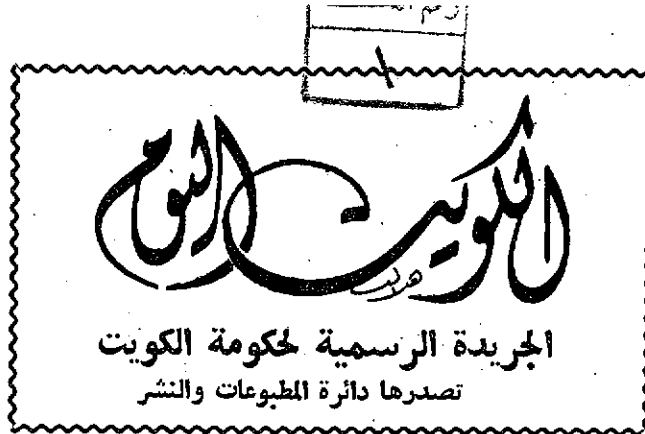 ١
الكويت اليوم
الجريدة الرسمية لحكومة الكويت
تصدرها دائرة المطبوعات والنشر